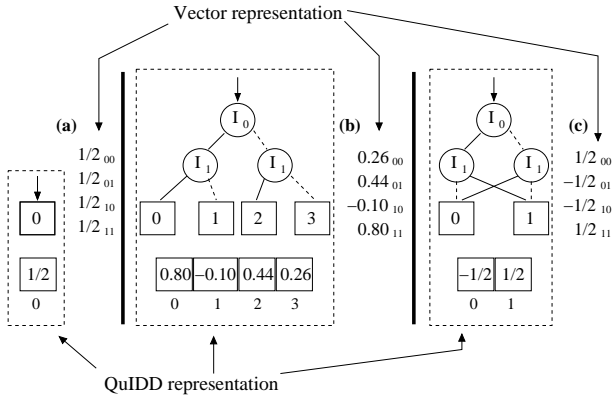 Vector representation
(a)
1/2 00
1/2 01
1/2 10
1/2 11
0
1/2
0
I 0
I 1
I 1
0 1 2 3
0.80 −0.10 0.44 0.26
0 1 2 3
(b)
0.26 00
0.44 01
−0.10 10
0.80 11
I 0
I 1
I 1
0 1
−1/2 1/2
0 1
(c)
1/2 00
−1/2 01
−1/2 10
1/2 11
QuIDD representation